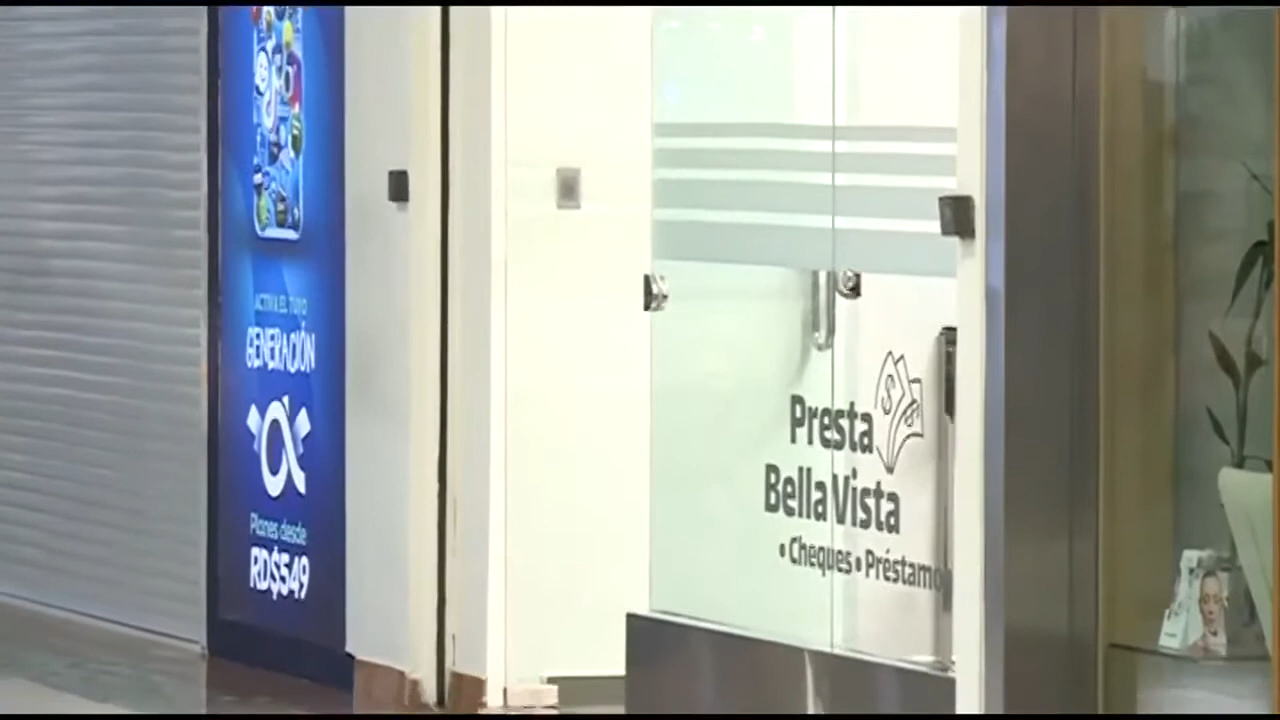 ACTIVA EL TUYO
GENERACIÓN
Planes desde
RD$549
Presta
Bella Vista
• Cheques • Préstamo